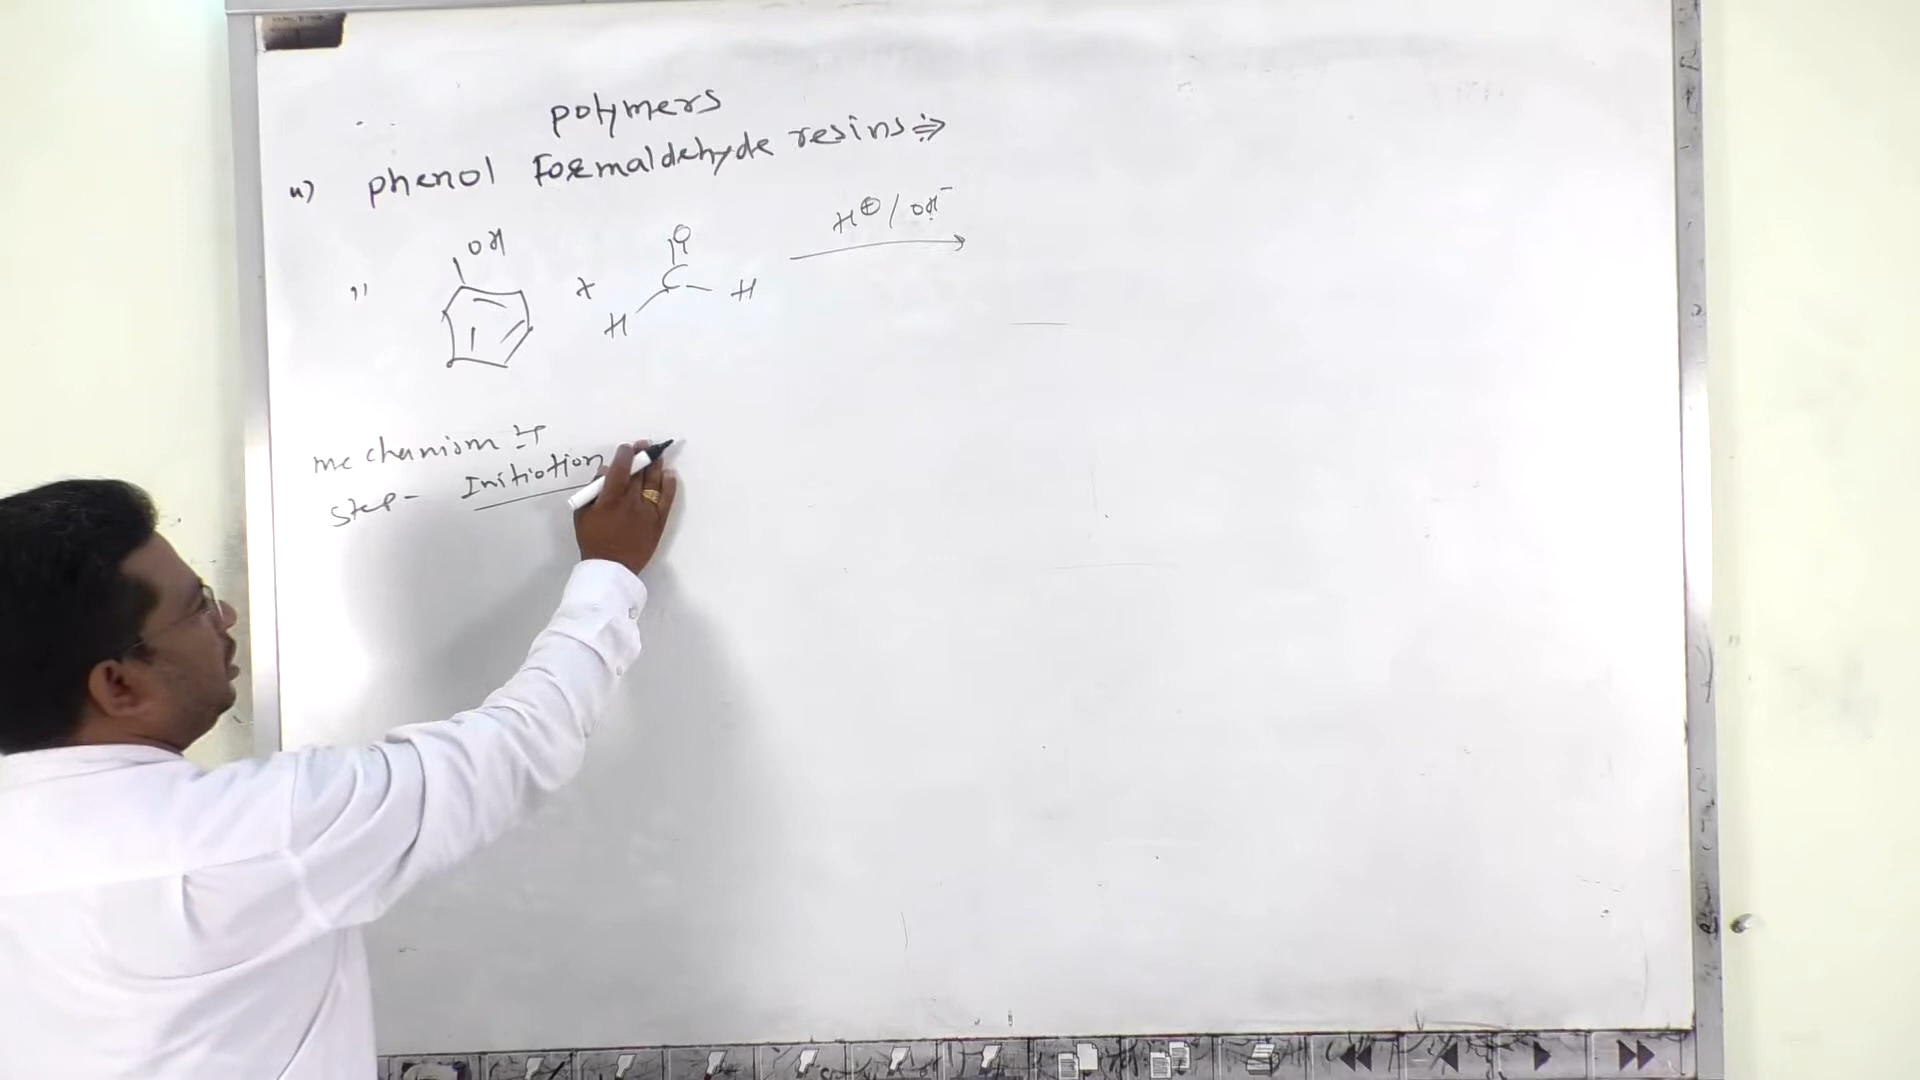 polymers
phenol Formaldehyde resins ⇒
OH O H⊕ / OH⁻
+ C - H
H
mechanism
step- Initiation